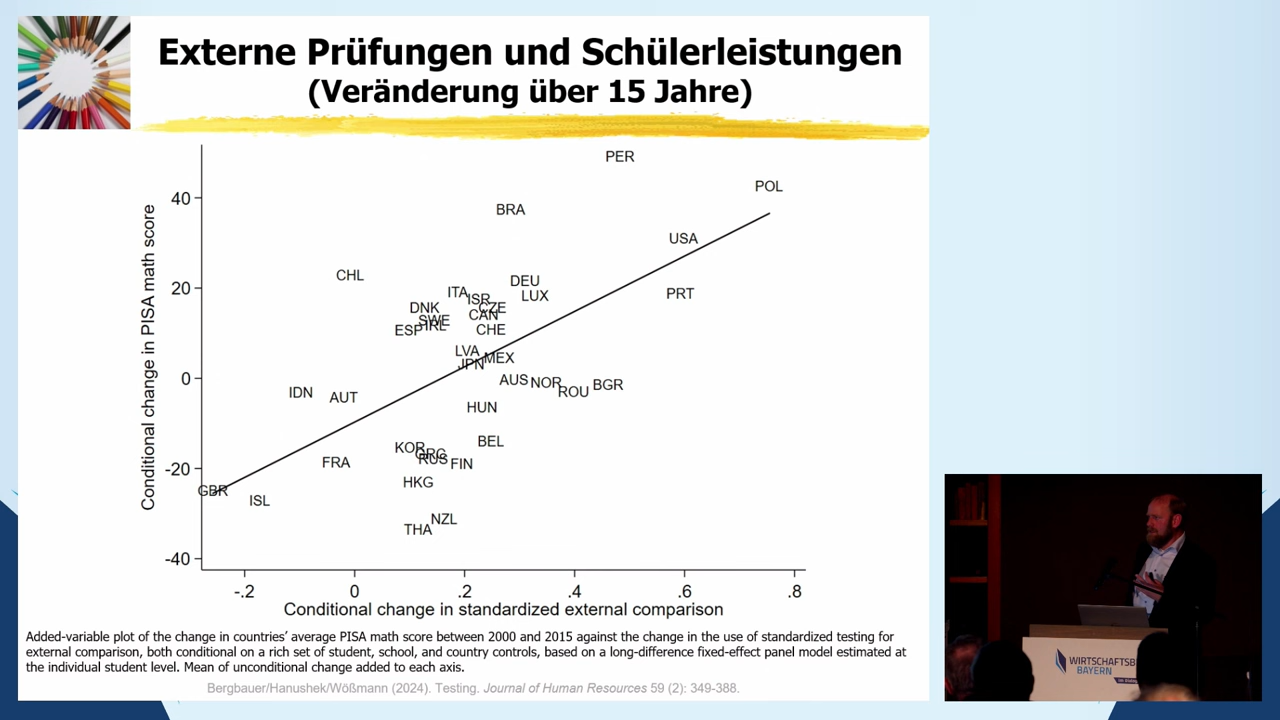 Externe Prüfungen und Schülerleistungen
(Veränderung über 15 Jahre)
Conditional change in PISA math score
40
20
0
-20
-40
PER
POL
BRA
USA
CHL
DEU
ITA
LUX
PRT
ISR
DNK
CZE
CAN
SWE
IRL
ESP
CHE
LVA
MEX
JPN
AUS
NOR
BGR
ROU
IDN
AUT
HUN
BEL
KOR
GRC
RUS
FIN
FRA
HKG
GBR
ISL
NZL
THA
-.2
0
.2
.4
.6
.8
Conditional change in standardized external comparison
Added-variable plot of the change in countries' average PISA math score between 2000 and 2015 against the change in the use of standardized testing for
external comparison, both conditional on a rich set of student, school, and country controls, based on a long-difference fixed-effect panel model estimated at
the individual student level. Mean of unconditional change added to each axis.
Bergbauer/Hanushek/Wößmann (2024). Testing. Journal of Human Resources 59 (2): 349-388.
WIRTSCHAFTSB
BAYERN
im dialog